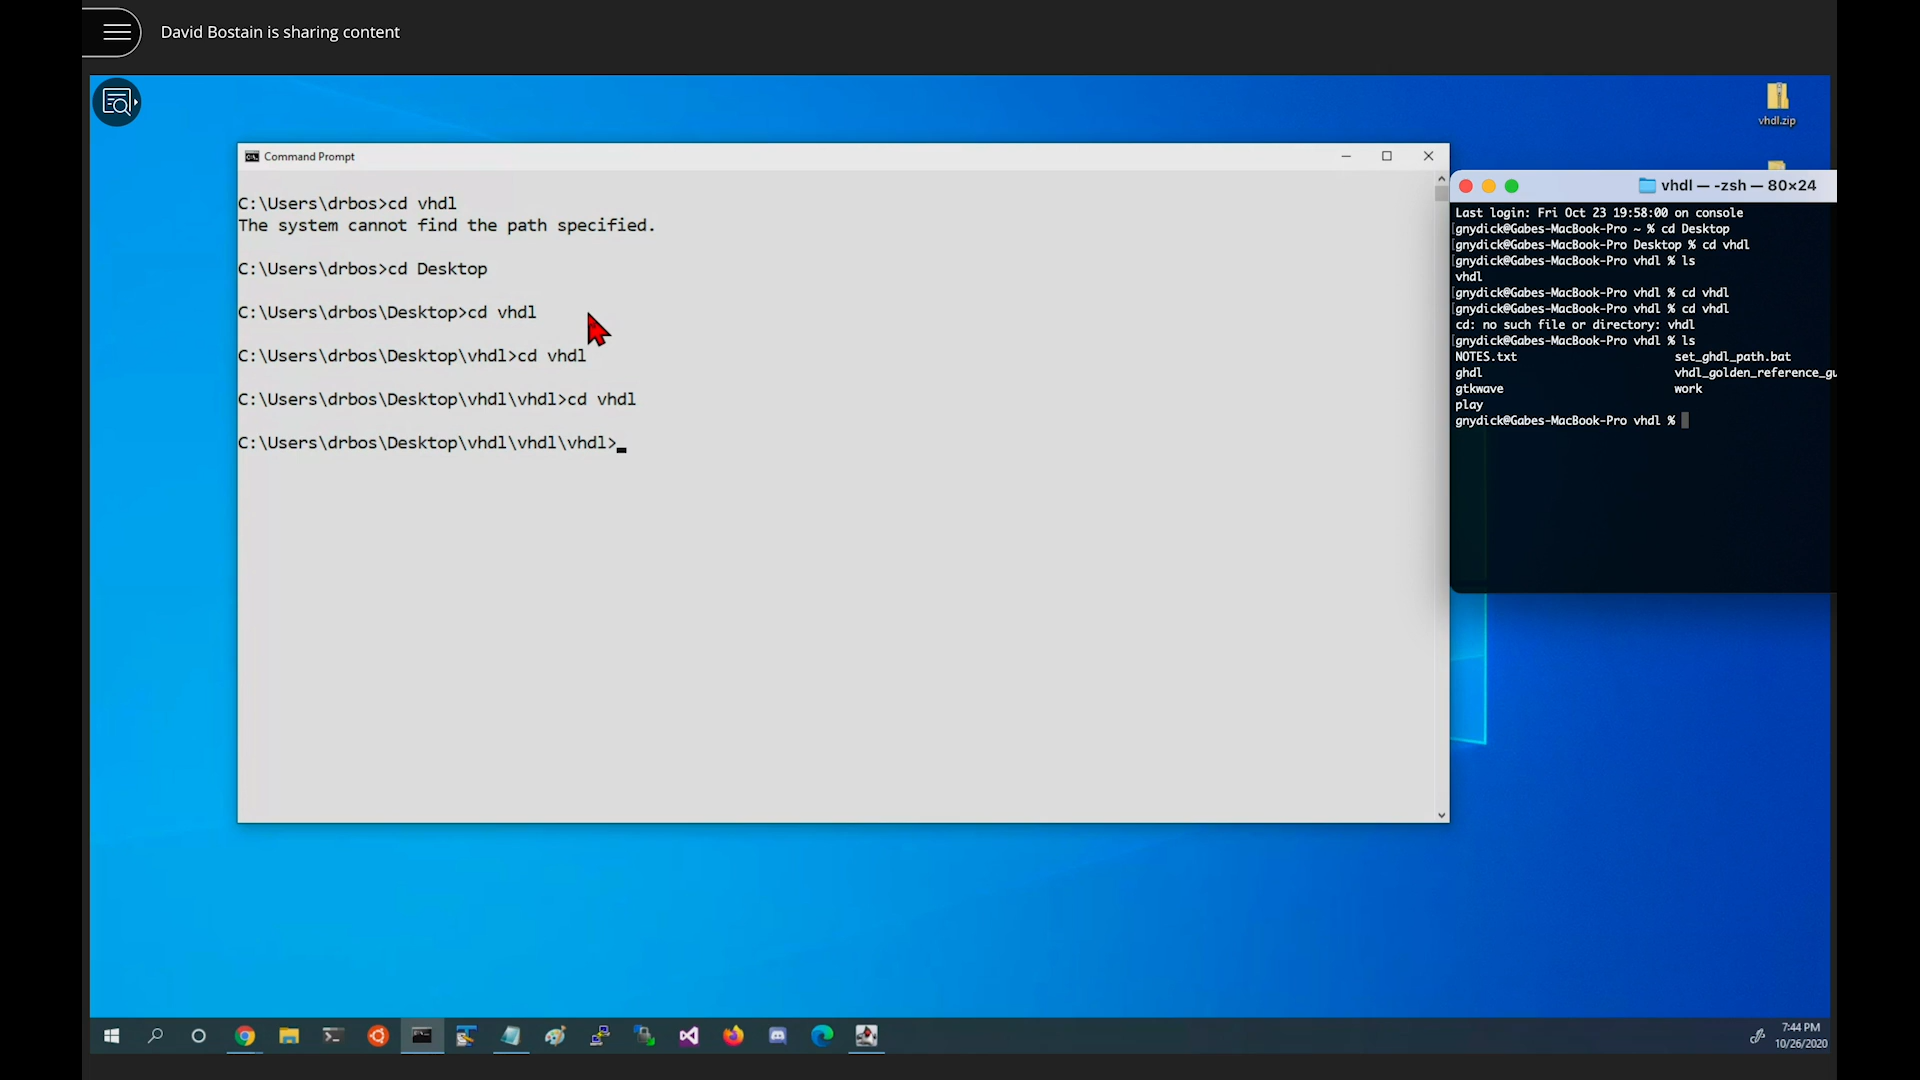 David Bostain is sharing content
vhdl.zip
Command Prompt
C:\Users\drbos>cd vhdl
The system cannot find the path specified.
C:\Users\drbos>cd Desktop
C:\Users\drbos\Desktop>cd vhdl
C:\Users\drbos\Desktop\vhdl>cd vhdl
C:\Users\drbos\Desktop\vhdl\vhdl>cd vhdl
C:\Users\drbos\Desktop\vhdl\vhdl\vhdl>
vhdl — -zsh — 80×24
Last login: Fri Oct 23 19:58:00 on console
[gnydick@Gabes-MacBook-Pro ~ % cd Desktop
[gnydick@Gabes-MacBook-Pro Desktop % cd vhdl
[gnydick@Gabes-MacBook-Pro vhdl % ls
vhdl
[gnydick@Gabes-MacBook-Pro vhdl % cd vhdl
[gnydick@Gabes-MacBook-Pro vhdl % cd vhdl
cd: no such file or directory: vhdl
[gnydick@Gabes-MacBook-Pro vhdl % ls
NOTES.txt set_ghdl_path.bat
ghdl vhdl_golden_reference_gu
gtkwave work
play
gnydick@Gabes-MacBook-Pro vhdl %
7:44 PM
10/26/2020